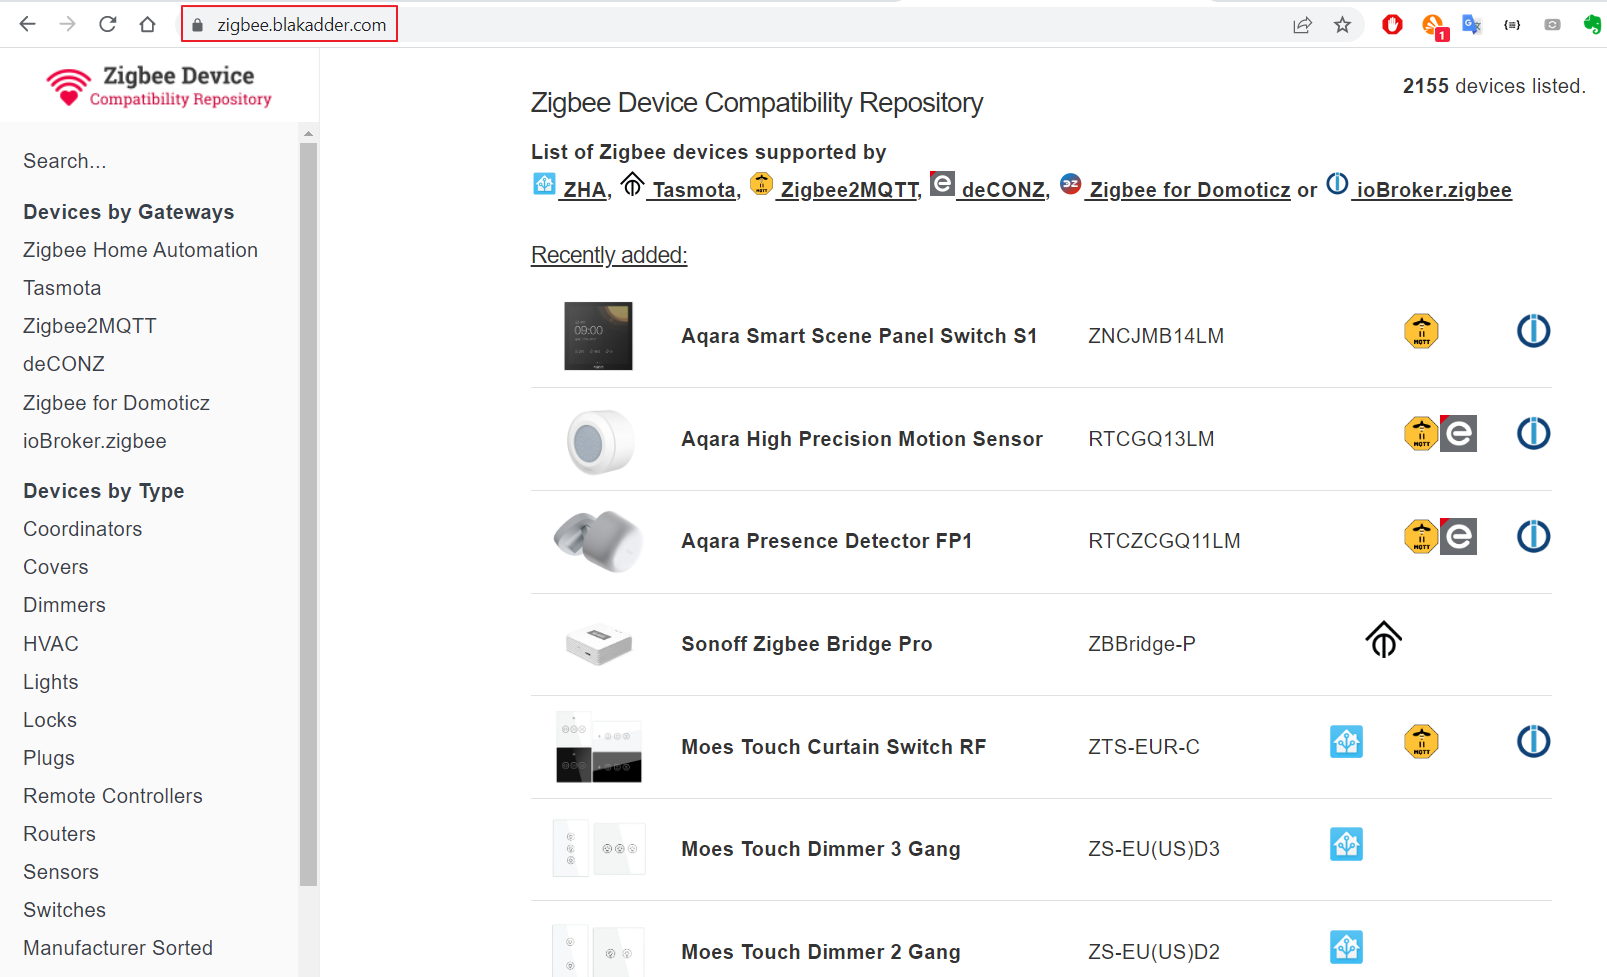 zigbee.blakadder.com
1
Zigbee Device
Compatibility Repository
Search...
Devices by Gateways
Zigbee Home Automation
Tasmota
Zigbee2MQTT
deCONZ
Zigbee for Domoticz
ioBroker.zigbee
Devices by Type
Coordinators
Covers
Dimmers
HVAC
Lights
Locks
Plugs
Remote Controllers
Routers
Sensors
Switches
Manufacturer Sorted
2155 devices listed.
Zigbee Device Compatibility Repository
List of Zigbee devices supported by
ZHA, Tasmota, Zigbee2MQTT, deCONZ, Zigbee for Domoticz or ioBroker.zigbee
Recently added:
09:00
Aqara Smart Scene Panel Switch S1 ZNCJMB14LM MQTT
Aqara High Precision Motion Sensor RTCGQ13LM MQTT
Aqara Presence Detector FP1 RTCZCGQ11LM MQTT
Sonoff Zigbee Bridge Pro ZBBridge-P
Moes Touch Curtain Switch RF ZTS-EUR-C MQTT
Moes Touch Dimmer 3 Gang ZS-EU(US)D3
Moes Touch Dimmer 2 Gang ZS-EU(US)D2